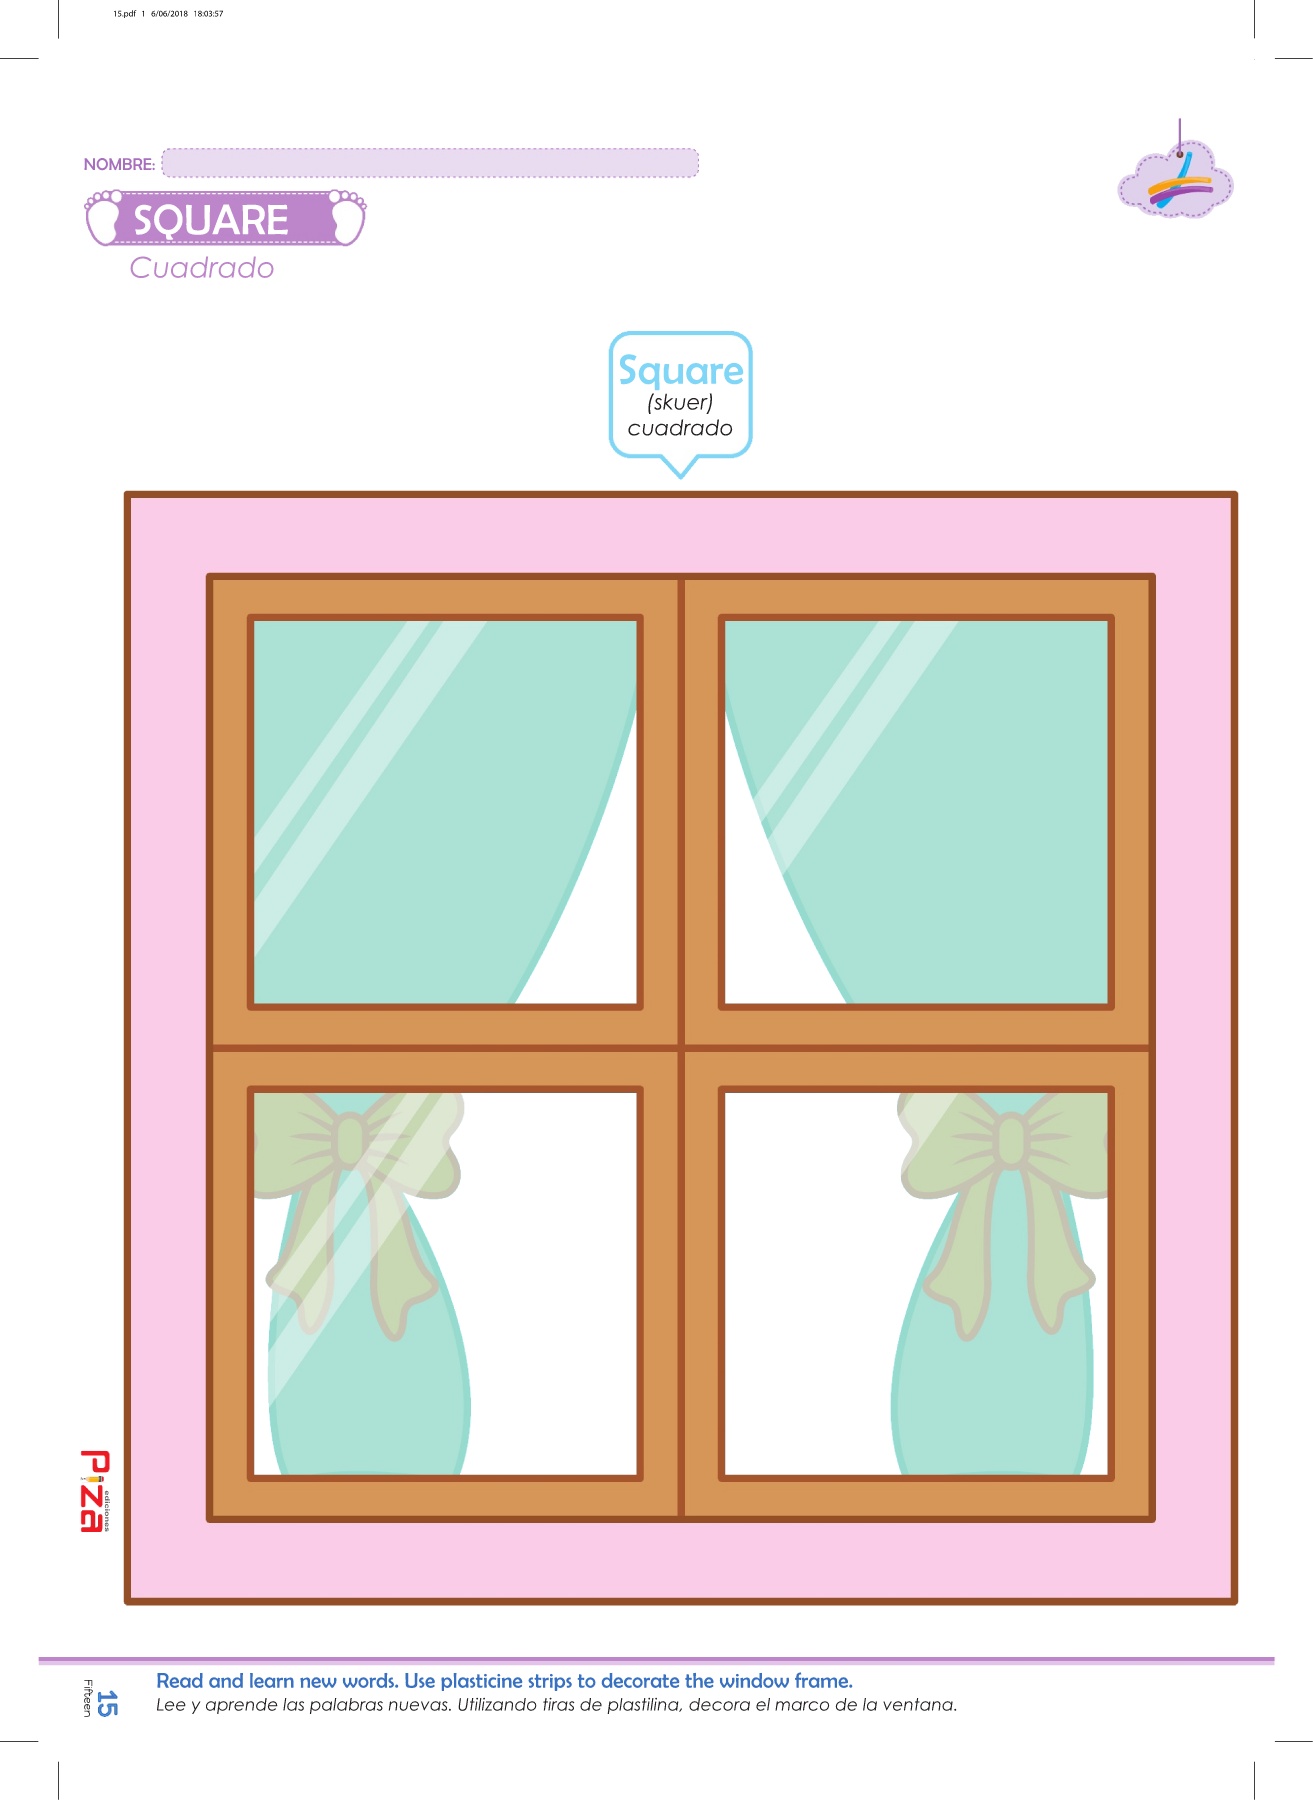 15.pdf 1 6/06/2018 18:03:57
NOMBRE:
SQUARE
Cuadrado
Square
(skuer)
cuadrado
PIZA
ediciones
Read and learn new words. Use plasticine strips to decorate the window frame.
Lee y aprende las palabras nuevas. Utilizando tiras de plastilina, decora el marco de la ventana.
15
Fifteen